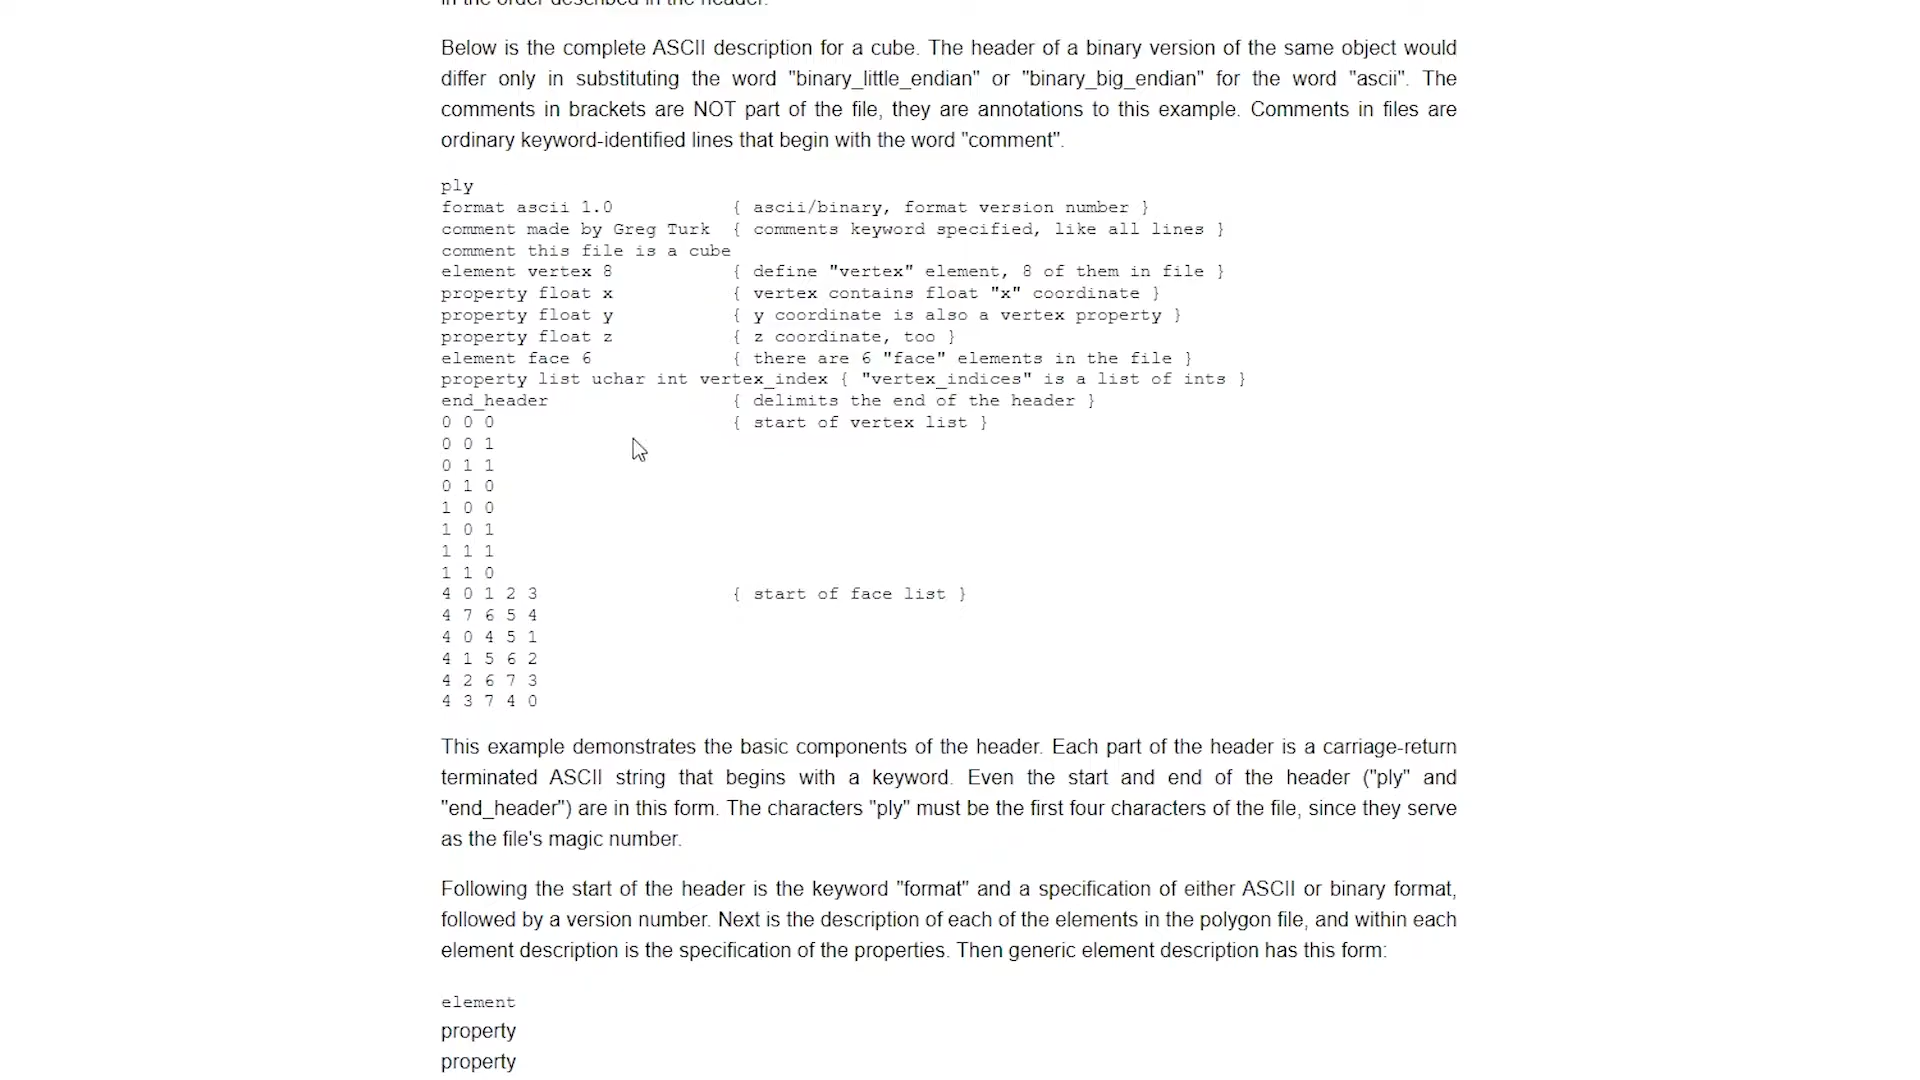 in the order described in the header.
Below is the complete ASCII description for a cube. The header of a binary version of the same object would
differ only in substituting the word "binary_little_endian" or "binary_big_endian" for the word "ascii". The
comments in brackets are NOT part of the file, they are annotations to this example. Comments in files are
ordinary keyword-identified lines that begin with the word "comment".
ply
format ascii 1.0 { ascii/binary, format version number }
comment made by Greg Turk { comments keyword specified, like all lines }
comment this file is a cube
element vertex 8 { define "vertex" element, 8 of them in file }
property float x { vertex contains float "x" coordinate }
property float y { y coordinate is also a vertex property }
property float z { z coordinate, too }
element face 6 { there are 6 "face" elements in the file }
property list uchar int vertex_index { "vertex_indices" is a list of ints }
end_header { delimits the end of the header }
0 0 0 { start of vertex list }
0 0 1
0 1 1
0 1 0
1 0 0
1 0 1
1 1 1
1 1 0
4 0 1 2 3 { start of face list }
4 7 6 5 4
4 0 4 5 1
4 1 5 6 2
4 2 6 7 3
4 3 7 4 0
This example demonstrates the basic components of the header. Each part of the header is a carriage-return
terminated ASCII string that begins with a keyword. Even the start and end of the header ("ply" and
"end_header") are in this form. The characters "ply" must be the first four characters of the file, since they serve
as the file's magic number.
Following the start of the header is the keyword "format" and a specification of either ASCII or binary format,
followed by a version number. Next is the description of each of the elements in the polygon file, and within each
element description is the specification of the properties. Then generic element description has this form:
element
property
property